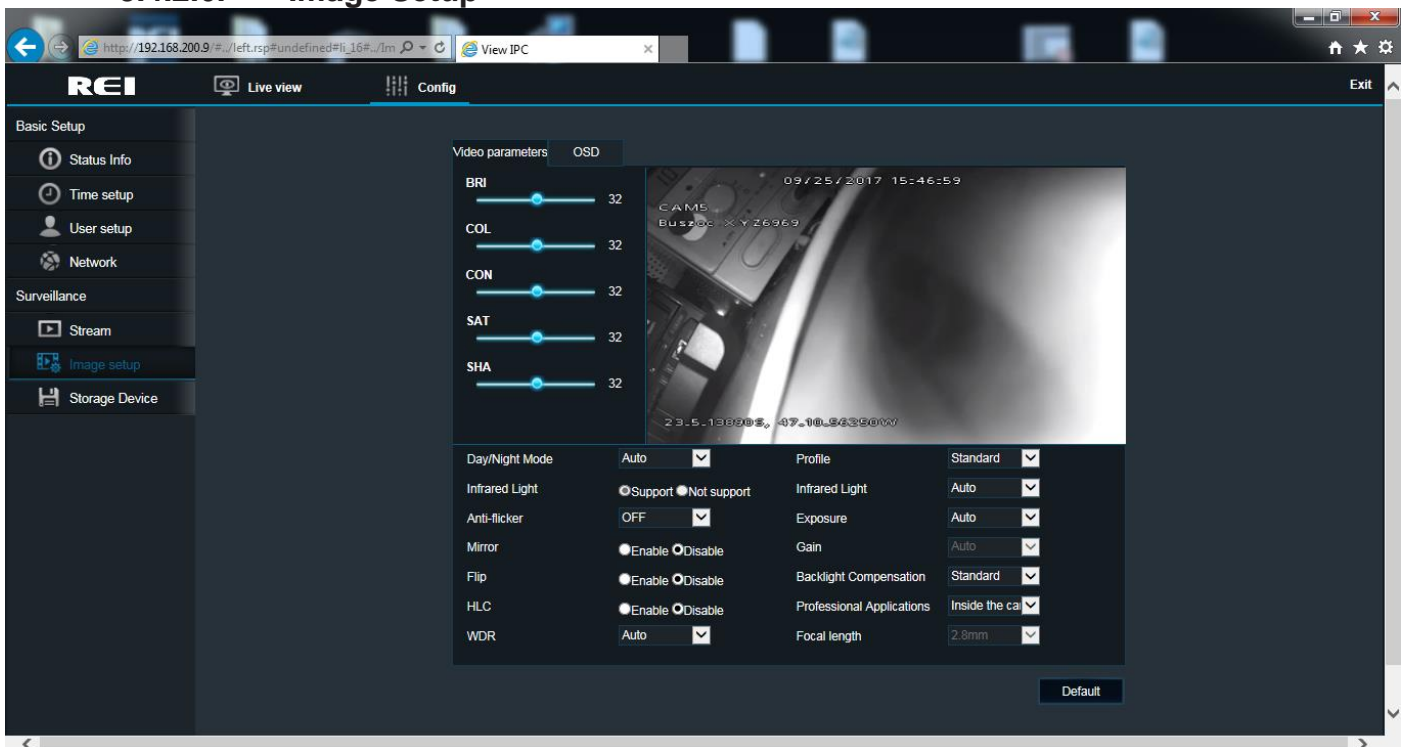 Image Setup
http://192.168.200.9/#../left.rsp#undefined#li_16#../Im
View IPC
REI
Live view
Config
Exit
Basic Setup
Status Info
Time setup
User setup
Network
Surveillance
Stream
Image setup
Storage Device
Video parameters OSD
BRI
32
COL
32
CON
32
SAT
32
SHA
32
09/25/2017 15:46:59
CAM5
XYZ6969
Day/Night Mode Auto Profile Standard
Infrared Light Support Not support Infrared Light Auto
Anti-flicker OFF Exposure Auto
Mirror Enable Disable Gain Auto
Flip Enable Disable Backlight Compensation Standard
HLC Enable Disable Professional Applications Inside the ca
WDR Auto Focal length 2.8mm
Default